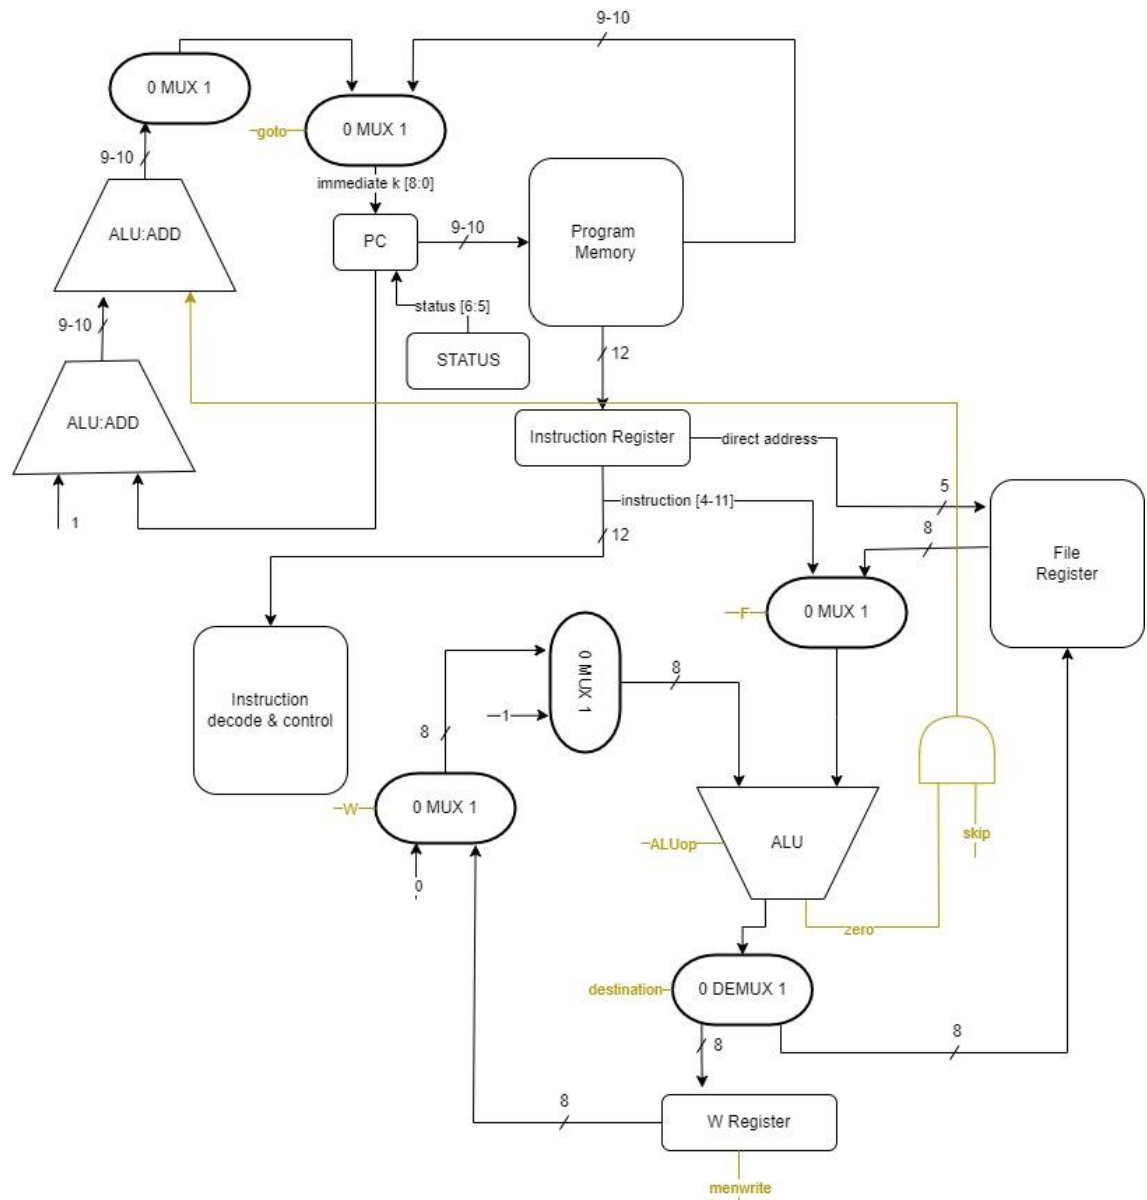 9-10
0 MUX 1
goto
0 MUX 1
immediate k [8:0]
9-10
ALU:ADD
PC
9-10
Program
Memory
status [6:5]
9-10
STATUS
12
ALU:ADD
Instruction Register
direct address
1
instruction [4-11]
5
12
8
File
Register
F
0 MUX 1
0 MUX 1
8
Instruction
decode & control
1
8
W
0 MUX 1
0
ALUop
ALU
skip
zero
destination
0 DEMUX 1
8
8
8
W Register
menwrite